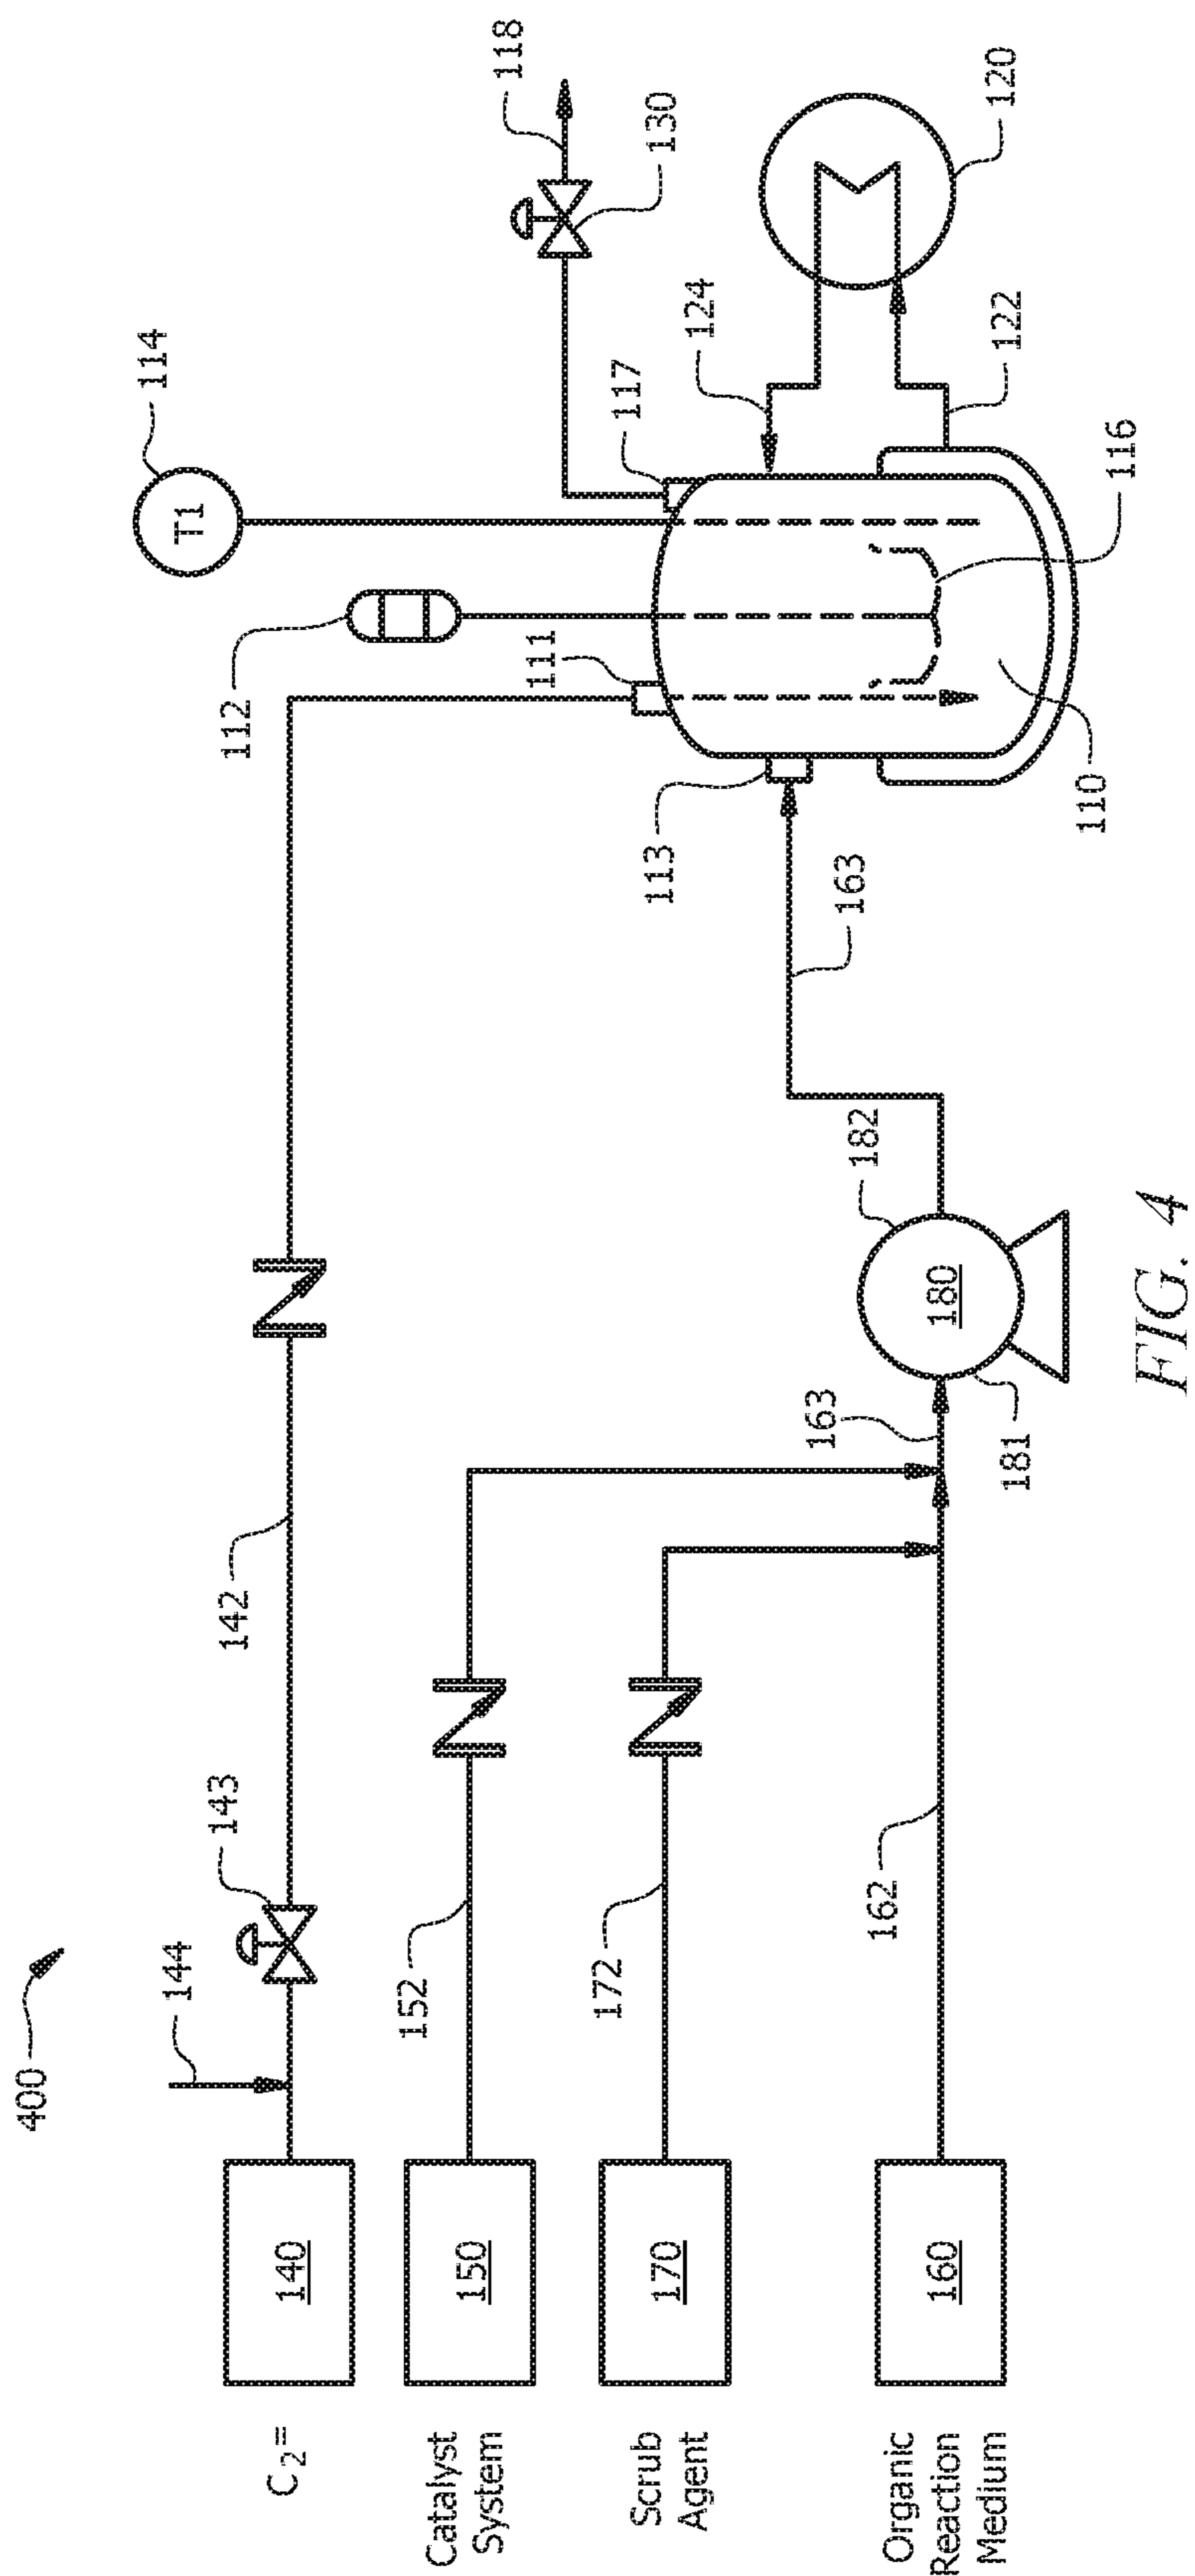 400
144
143
142
C2=
140
Catalyst
System
150
152
Scrub
Agent
170
172
Organic
Reaction
Medium
160
162
163
181
180
182
163
113
111
112
T1
114
117
118
130
124
120
122
116
110
FIG. 4